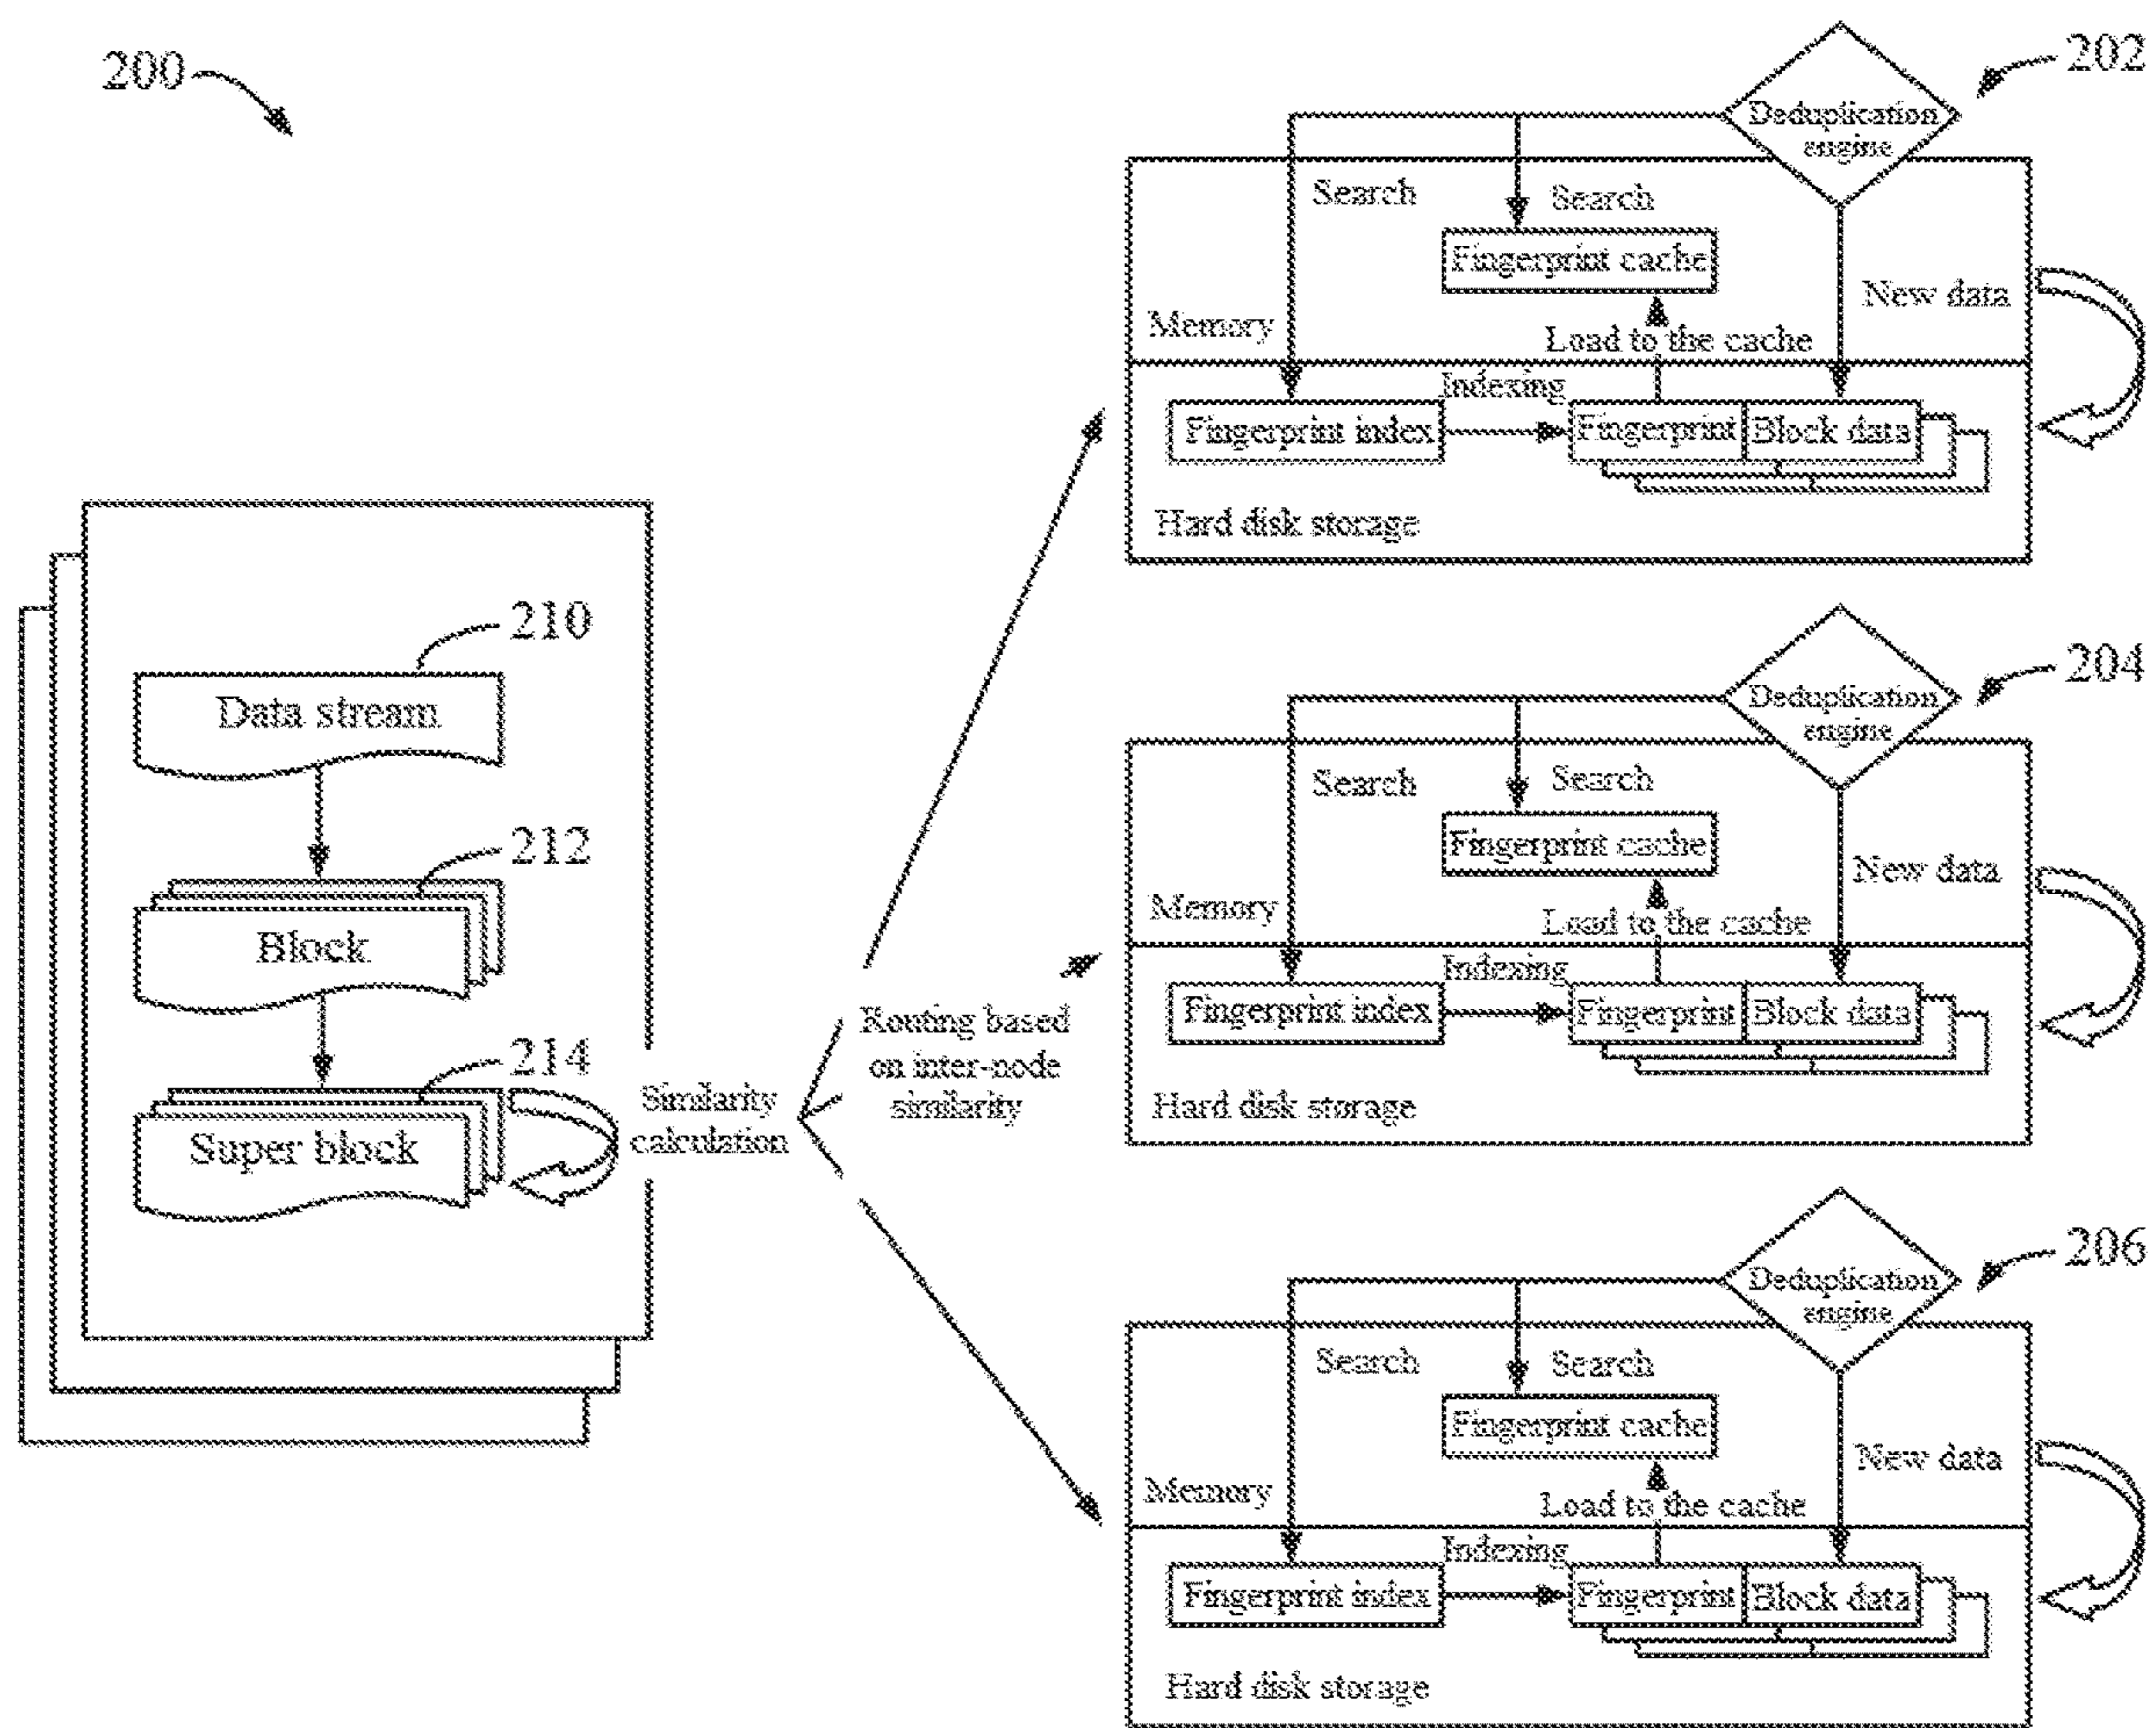 200
210
Data stream
212
Block
214
Super block
Similarity
calculation
Routing based
on inter-node
similarity
202
Deduplication
engine
Search
Search
Fingerprint cache
New data
Memory
Load to the cache
Indexing
Fingerprint index
Fingerprint
Block data
Hard disk storage
204
Deduplication
engine
Search
Search
Fingerprint cache
New data
Memory
Load to the cache
Indexing
Fingerprint index
Fingerprint
Block data
Hard disk storage
206
Deduplication
engine
Search
Search
Fingerprint cache
New data
Memory
Load to the cache
Indexing
Fingerprint index
Fingerprint
Block data
Hard disk storage